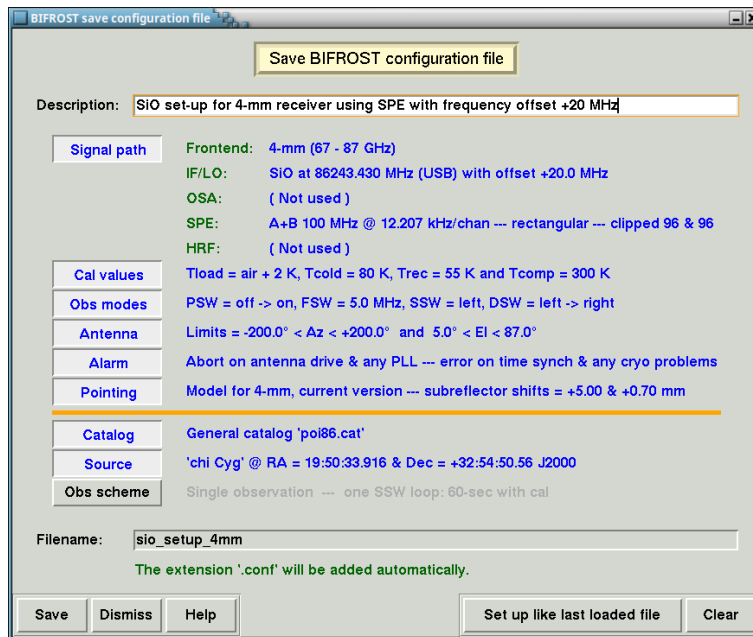 BIFROST save configuration file
Save BIFROST configuration file
Description: SiO set-up for 4-mm receiver using SPE with frequency offset +20 MHz
Signal path Frontend: 4-mm (67 - 87 GHz)
IF/LO: SiO at 86243.430 MHz (USB) with offset +20.0 MHz
OSA: ( Not used )
SPE: A+B 100 MHz @ 12.207 kHz/chan --- rectangular --- clipped 96 & 96
HRF: ( Not used )
Cal values Tload = air + 2 K, Tcold = 80 K, Trec = 55 K and Tcomp = 300 K
Obs modes PSW = off -> on, FSW = 5.0 MHz, SSW = left, DSW = left -> right
Antenna Limits = -200.0° < Az < +200.0° and 5.0° < El < 87.0°
Alarm Abort on antenna drive & any PLL --- error on time synch & any cryo problems
Pointing Model for 4-mm, current version --- subreflector shifts = +5.00 & +0.70 mm
Catalog General catalog 'poi86.cat'
Source 'chi Cyg' @ RA = 19:50:33.916 & Dec = +32:54:50.56 J2000
Obs scheme Single observation --- one SSW loop: 60-sec with cal
Filename: sio_setup_4mm
The extension '.conf' will be added automatically.
Save Dismiss Help Set up like last loaded file Clear